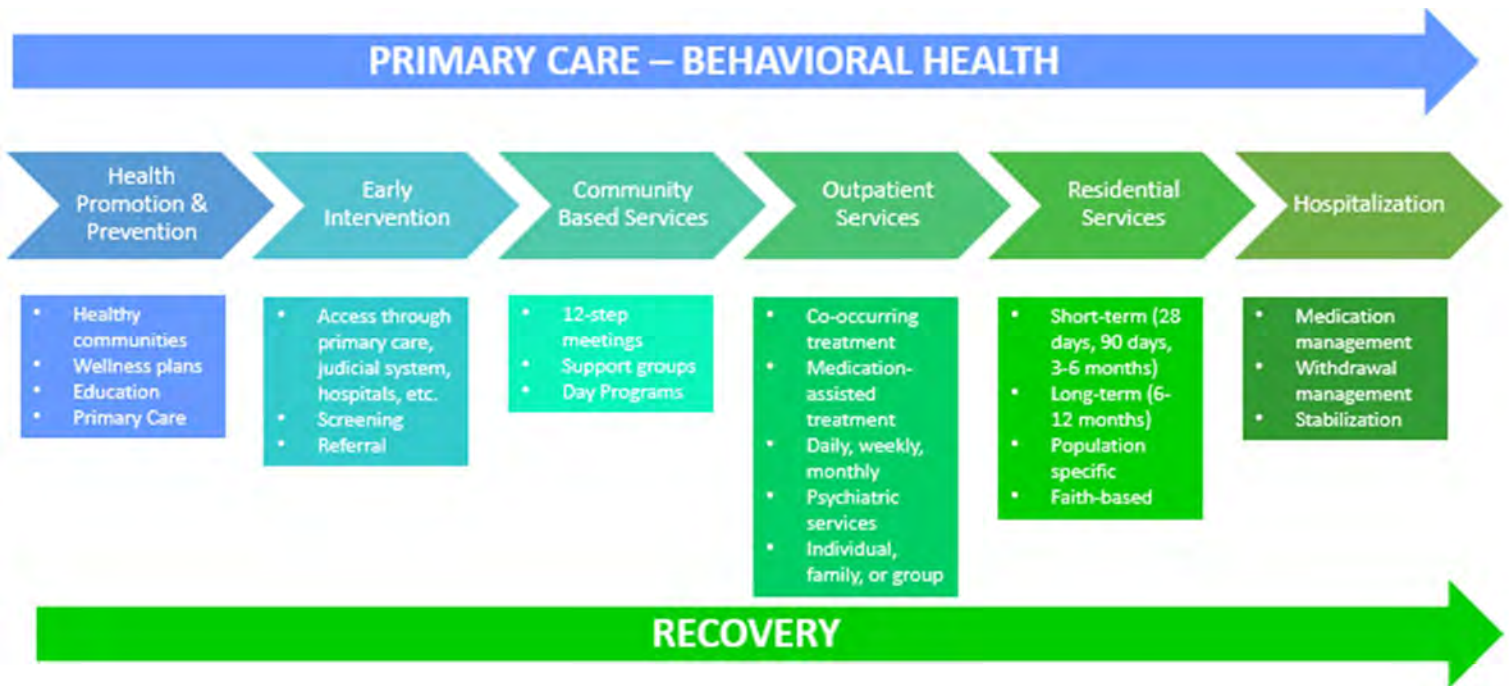 PRIMARY CARE – BEHAVIORAL HEALTH
Health
Promotion &
Prevention
Early
Intervention
Community
Based Services
Outpatient
Services
Residential
Services
Hospitalization
• Healthy
communities
• Wellness plans
• Education
• Primary Care
• Access through
primary care,
judicial system,
hospitals, etc.
• Screening
• Referral
• 12-step
meetings
• Support groups
• Day Programs
• Co-occurring
treatment
• Medication-
assisted
treatment
• Daily, weekly,
monthly
• Psychiatric
services
• Individual,
family, or group
• Short-term (28
days, 90 days,
3-6 months)
• Long-term (6-
12 months)
• Population
specific
• Faith-based
• Medication
management
• Withdrawal
management
• Stabilization
RECOVERY